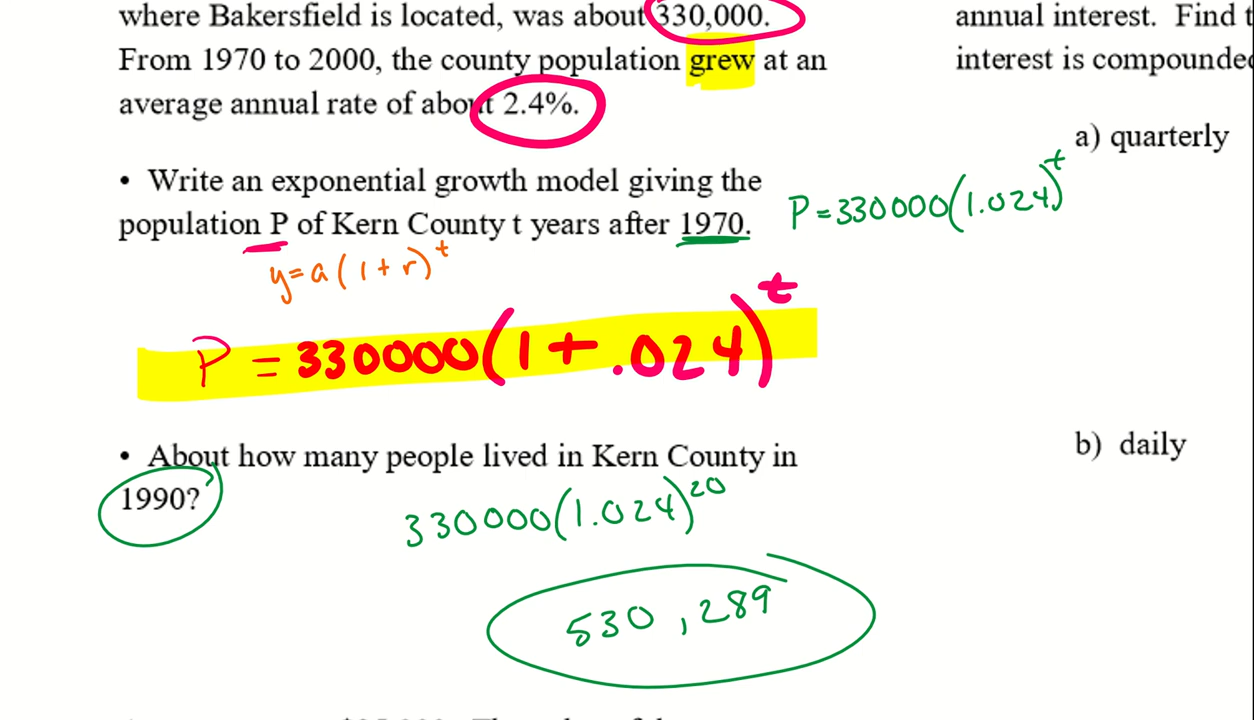 where Bakersfield is located, was about 330,000.
From 1970 to 2000, the county population grew at an
average annual rate of about 2.4%.
• Write an exponential growth model giving the
population P of Kern County t years after 1970.
y=a(1+r)^t
P=330000(1.024)^t
P = 330000(1+.024)^t
• About how many people lived in Kern County in
1990?
330000(1.024)^20
530,289
annual interest. Find
interest is compounded
a) quarterly
b) daily